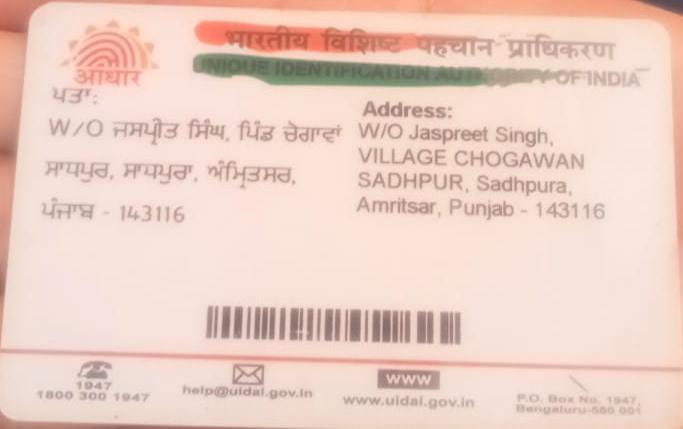 भारतीय विशिष्ट पहचान प्राधिकरण
UNIQUE IDENTIFICATION AUTHORITY OF INDIA
आधार
ਪਤਾ:
W/O ਜਸਪ੍ਰੀਤ ਸਿੰਘ, ਪਿੰਡ ਚੋਗਾਵਾਂ
ਸਾਧਪੁਰ, ਸਾਧਪੁਰਾ, ਅੰਮ੍ਰਿਤਸਰ,
ਪੰਜਾਬ - 143116
Address:
W/O Jaspreet Singh,
VILLAGE CHOGAWAN
SADHPUR, Sadhpura,
Amritsar, Punjab - 143116
1947
1800 300 1947
help@uidai.gov.in
www
www.uidai.gov.in
P.O. Box No. 1947,
Bengaluru-560 001